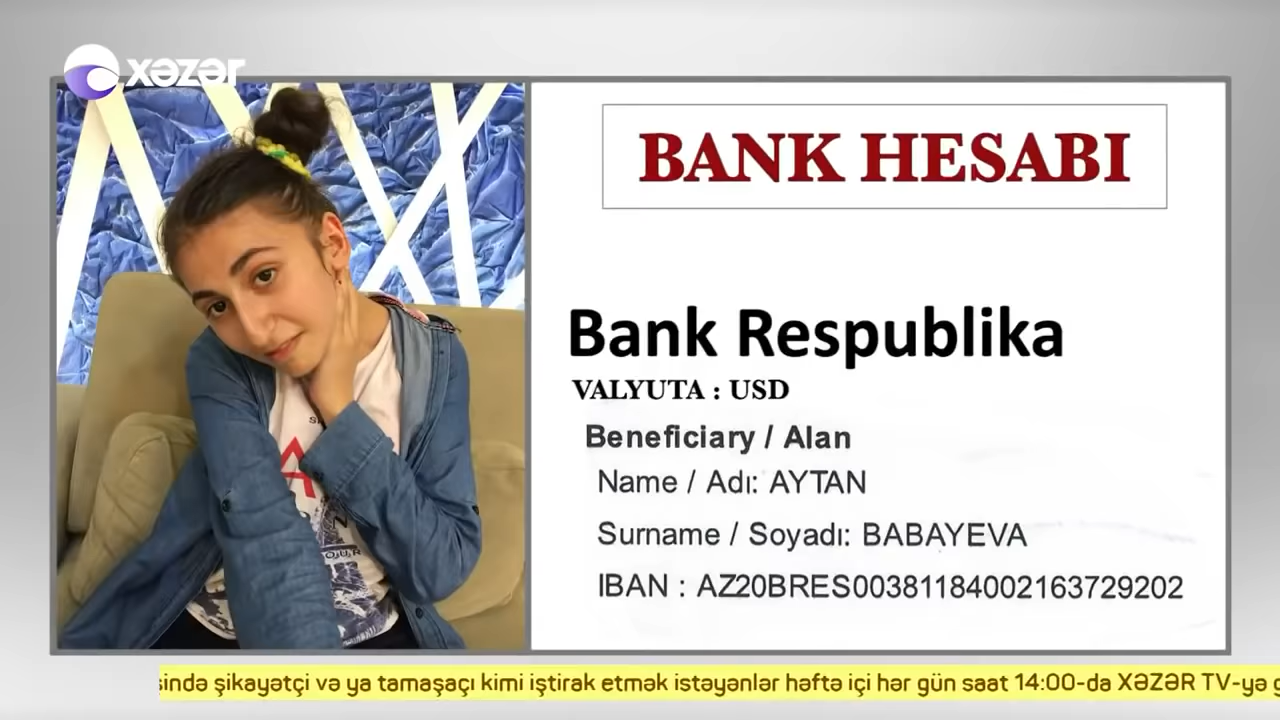 xəzər
BANK HESABI
Bank Respublika
VALYUTA : USD
Beneficiary / Alan
Name / Adı: AYTAN
Surname / Soyadı: BABAYEVA
IBAN : AZ20BRES00381184002163729202
şikayətçi və ya tamaşaçı kimi iştirak etmək istəyənlər həftə içi hər gün saat 14:00-da XƏZƏR TV-yə